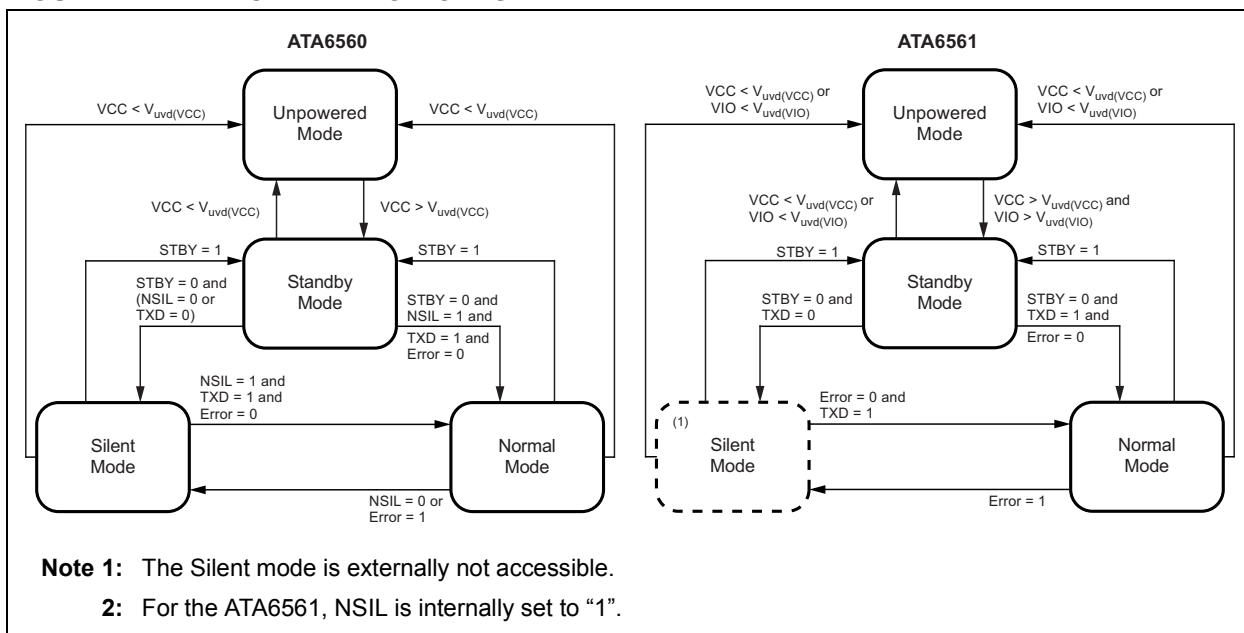 ATA6560
VCC < Vuvd(VCC)
VCC < Vuvd(VCC)
Unpowered
Mode
VCC < Vuvd(VCC)
VCC > Vuvd(VCC)
STBY = 1
STBY = 1
Standby
Mode
STBY = 0 and
(NSIL = 0 or
TXD = 0)
STBY = 0 and
NSIL = 1 and
TXD = 1 and
Error = 0
NSIL = 1 and
TXD = 1 and
Error = 0
Silent
Mode
Normal
Mode
NSIL = 0 or
Error = 1
ATA6561
VCC < Vuvd(VCC) or
VIO < Vuvd(VIO)
VCC < Vuvd(VCC) or
VIO < Vuvd(VIO)
Unpowered
Mode
VCC < Vuvd(VCC) or
VIO < Vuvd(VIO)
VCC > Vuvd(VCC) and
VIO > Vuvd(VIO)
STBY = 1
STBY = 1
Standby
Mode
STBY = 0 and
TXD = 0
STBY = 0 and
TXD = 1 and
Error = 0
Error = 0 and
TXD = 1
(1)
Silent
Mode
Normal
Mode
Error = 1
Note 1: The Silent mode is externally not accessible.
2: For the ATA6561, NSIL is internally set to “1”.